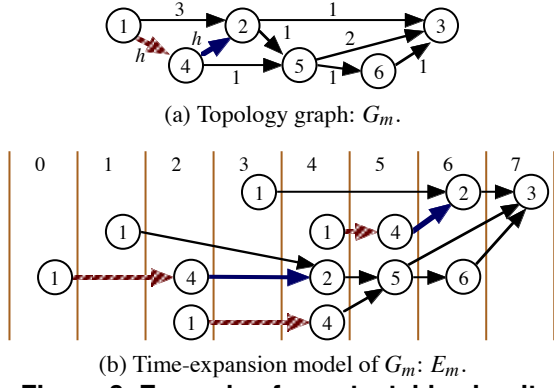 1 3 2 1 3
h h 1 2
4 1 5 1 6 1
(a) Topology graph: Gm.
0 1 2 3 4 5 6 7
1 2 3
1 1 4
1 4 2 5 6
1 4
(b) Time-expansion model of Gm: Em.